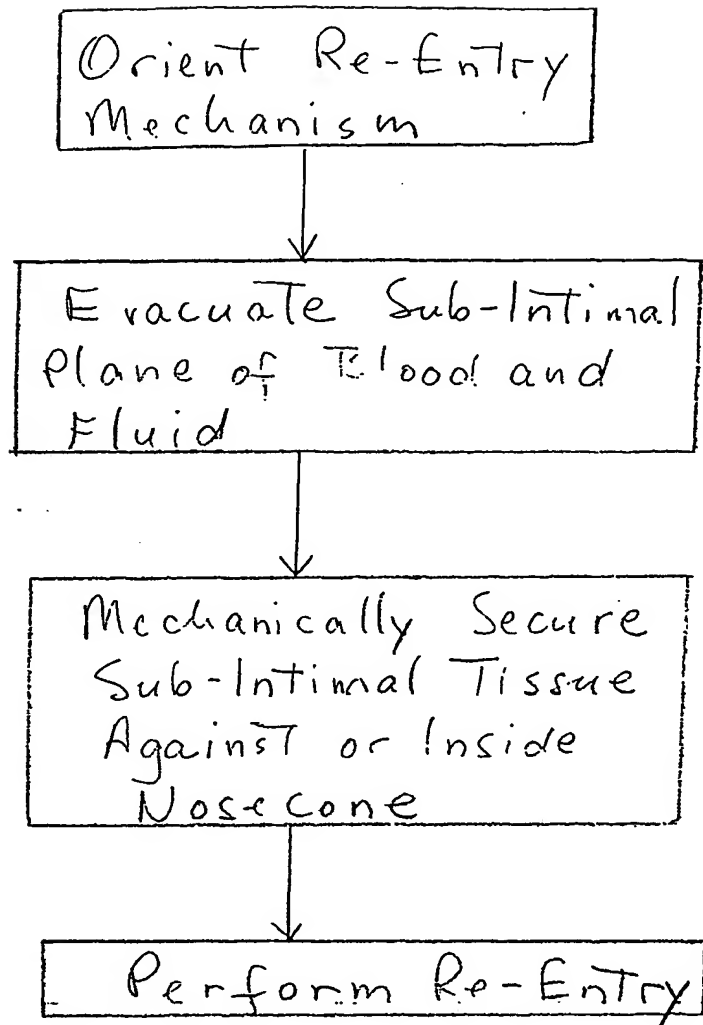 Orient Re-Entry
Mechanism
Evacuate Sub-Intimal
Plane of Blood and
Fluid
Mechanically Secure
Sub-Intimal Tissue
Against or Inside
Nosecone
Perform Re-Entry